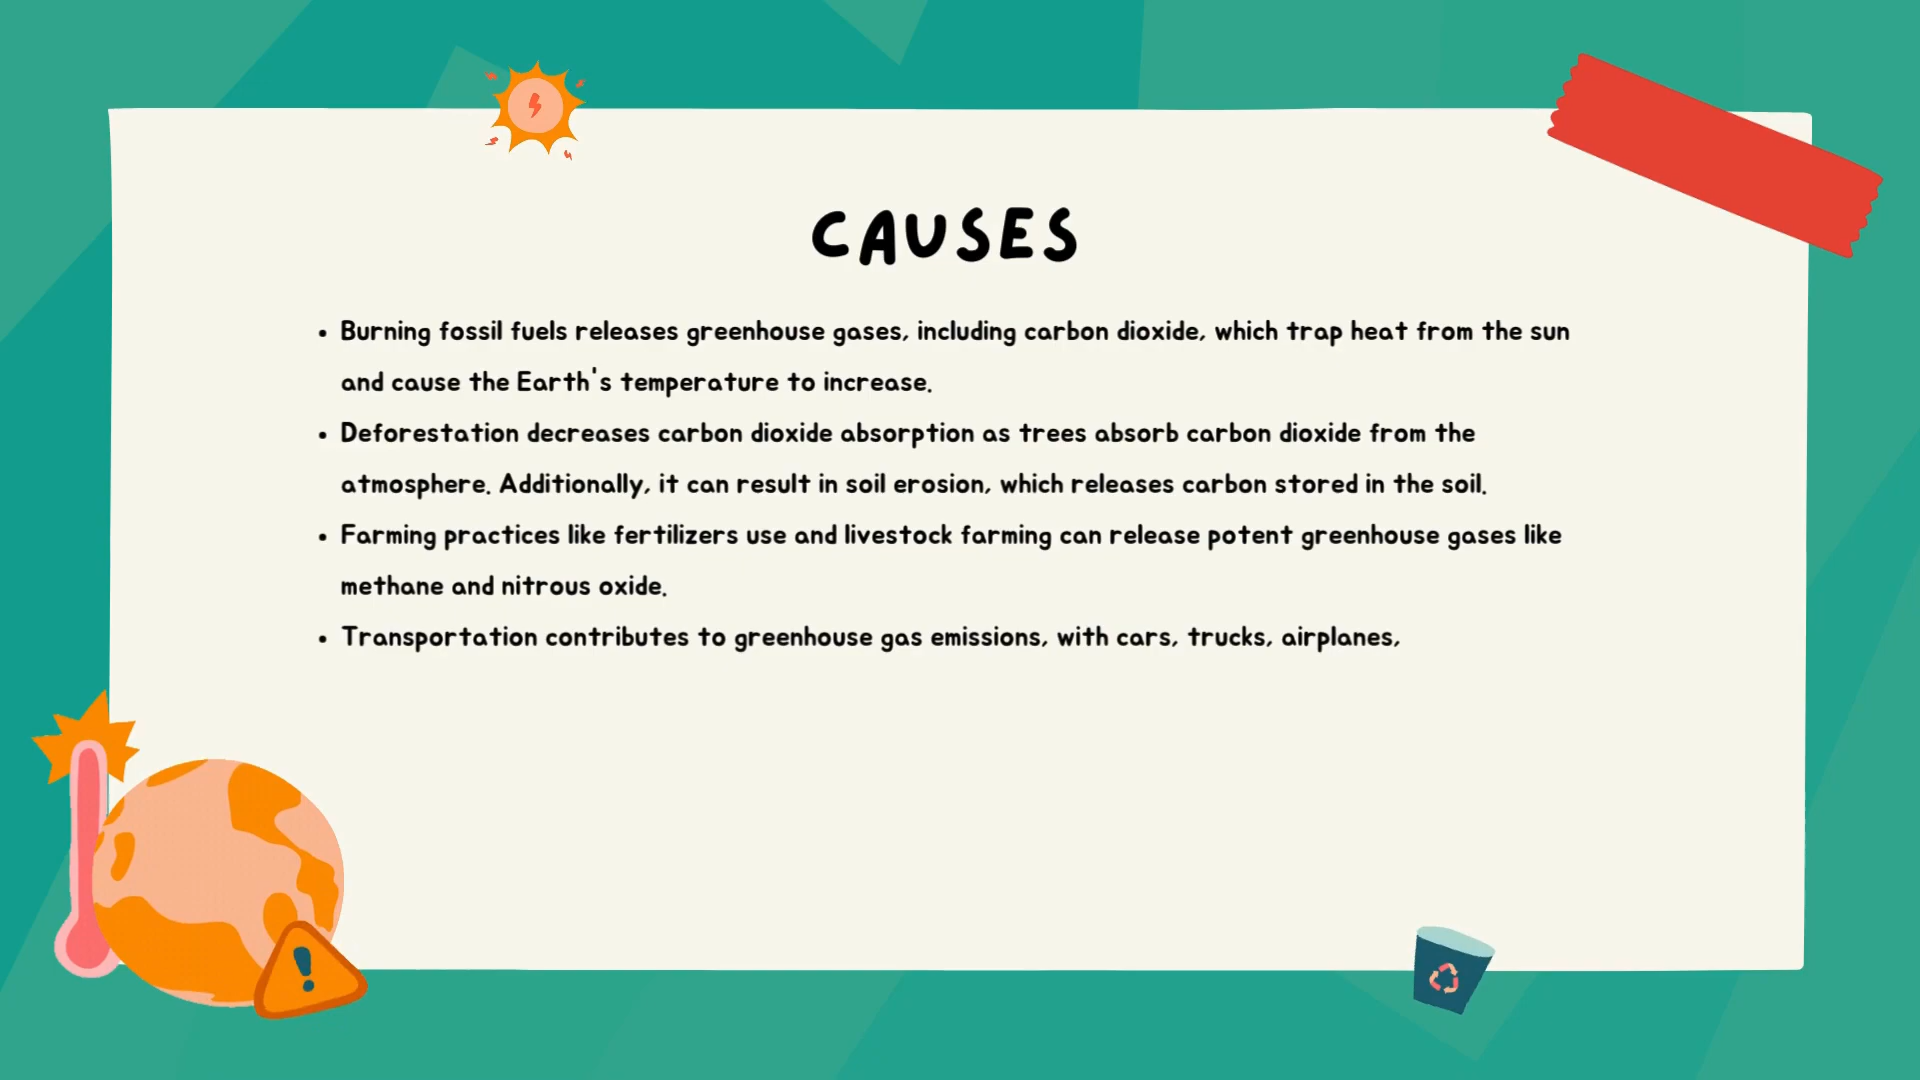 CAUSES
• Burning fossil fuels releases greenhouse gases, including carbon dioxide, which trap heat from the sun
and cause the Earth's temperature to increase.
• Deforestation decreases carbon dioxide absorption as trees absorb carbon dioxide from the
atmosphere. Additionally, it can result in soil erosion, which releases carbon stored in the soil.
• Farming practices like fertilizers use and livestock farming can release potent greenhouse gases like
methane and nitrous oxide.
• Transportation contributes to greenhouse gas emissions, with cars, trucks, airplanes,